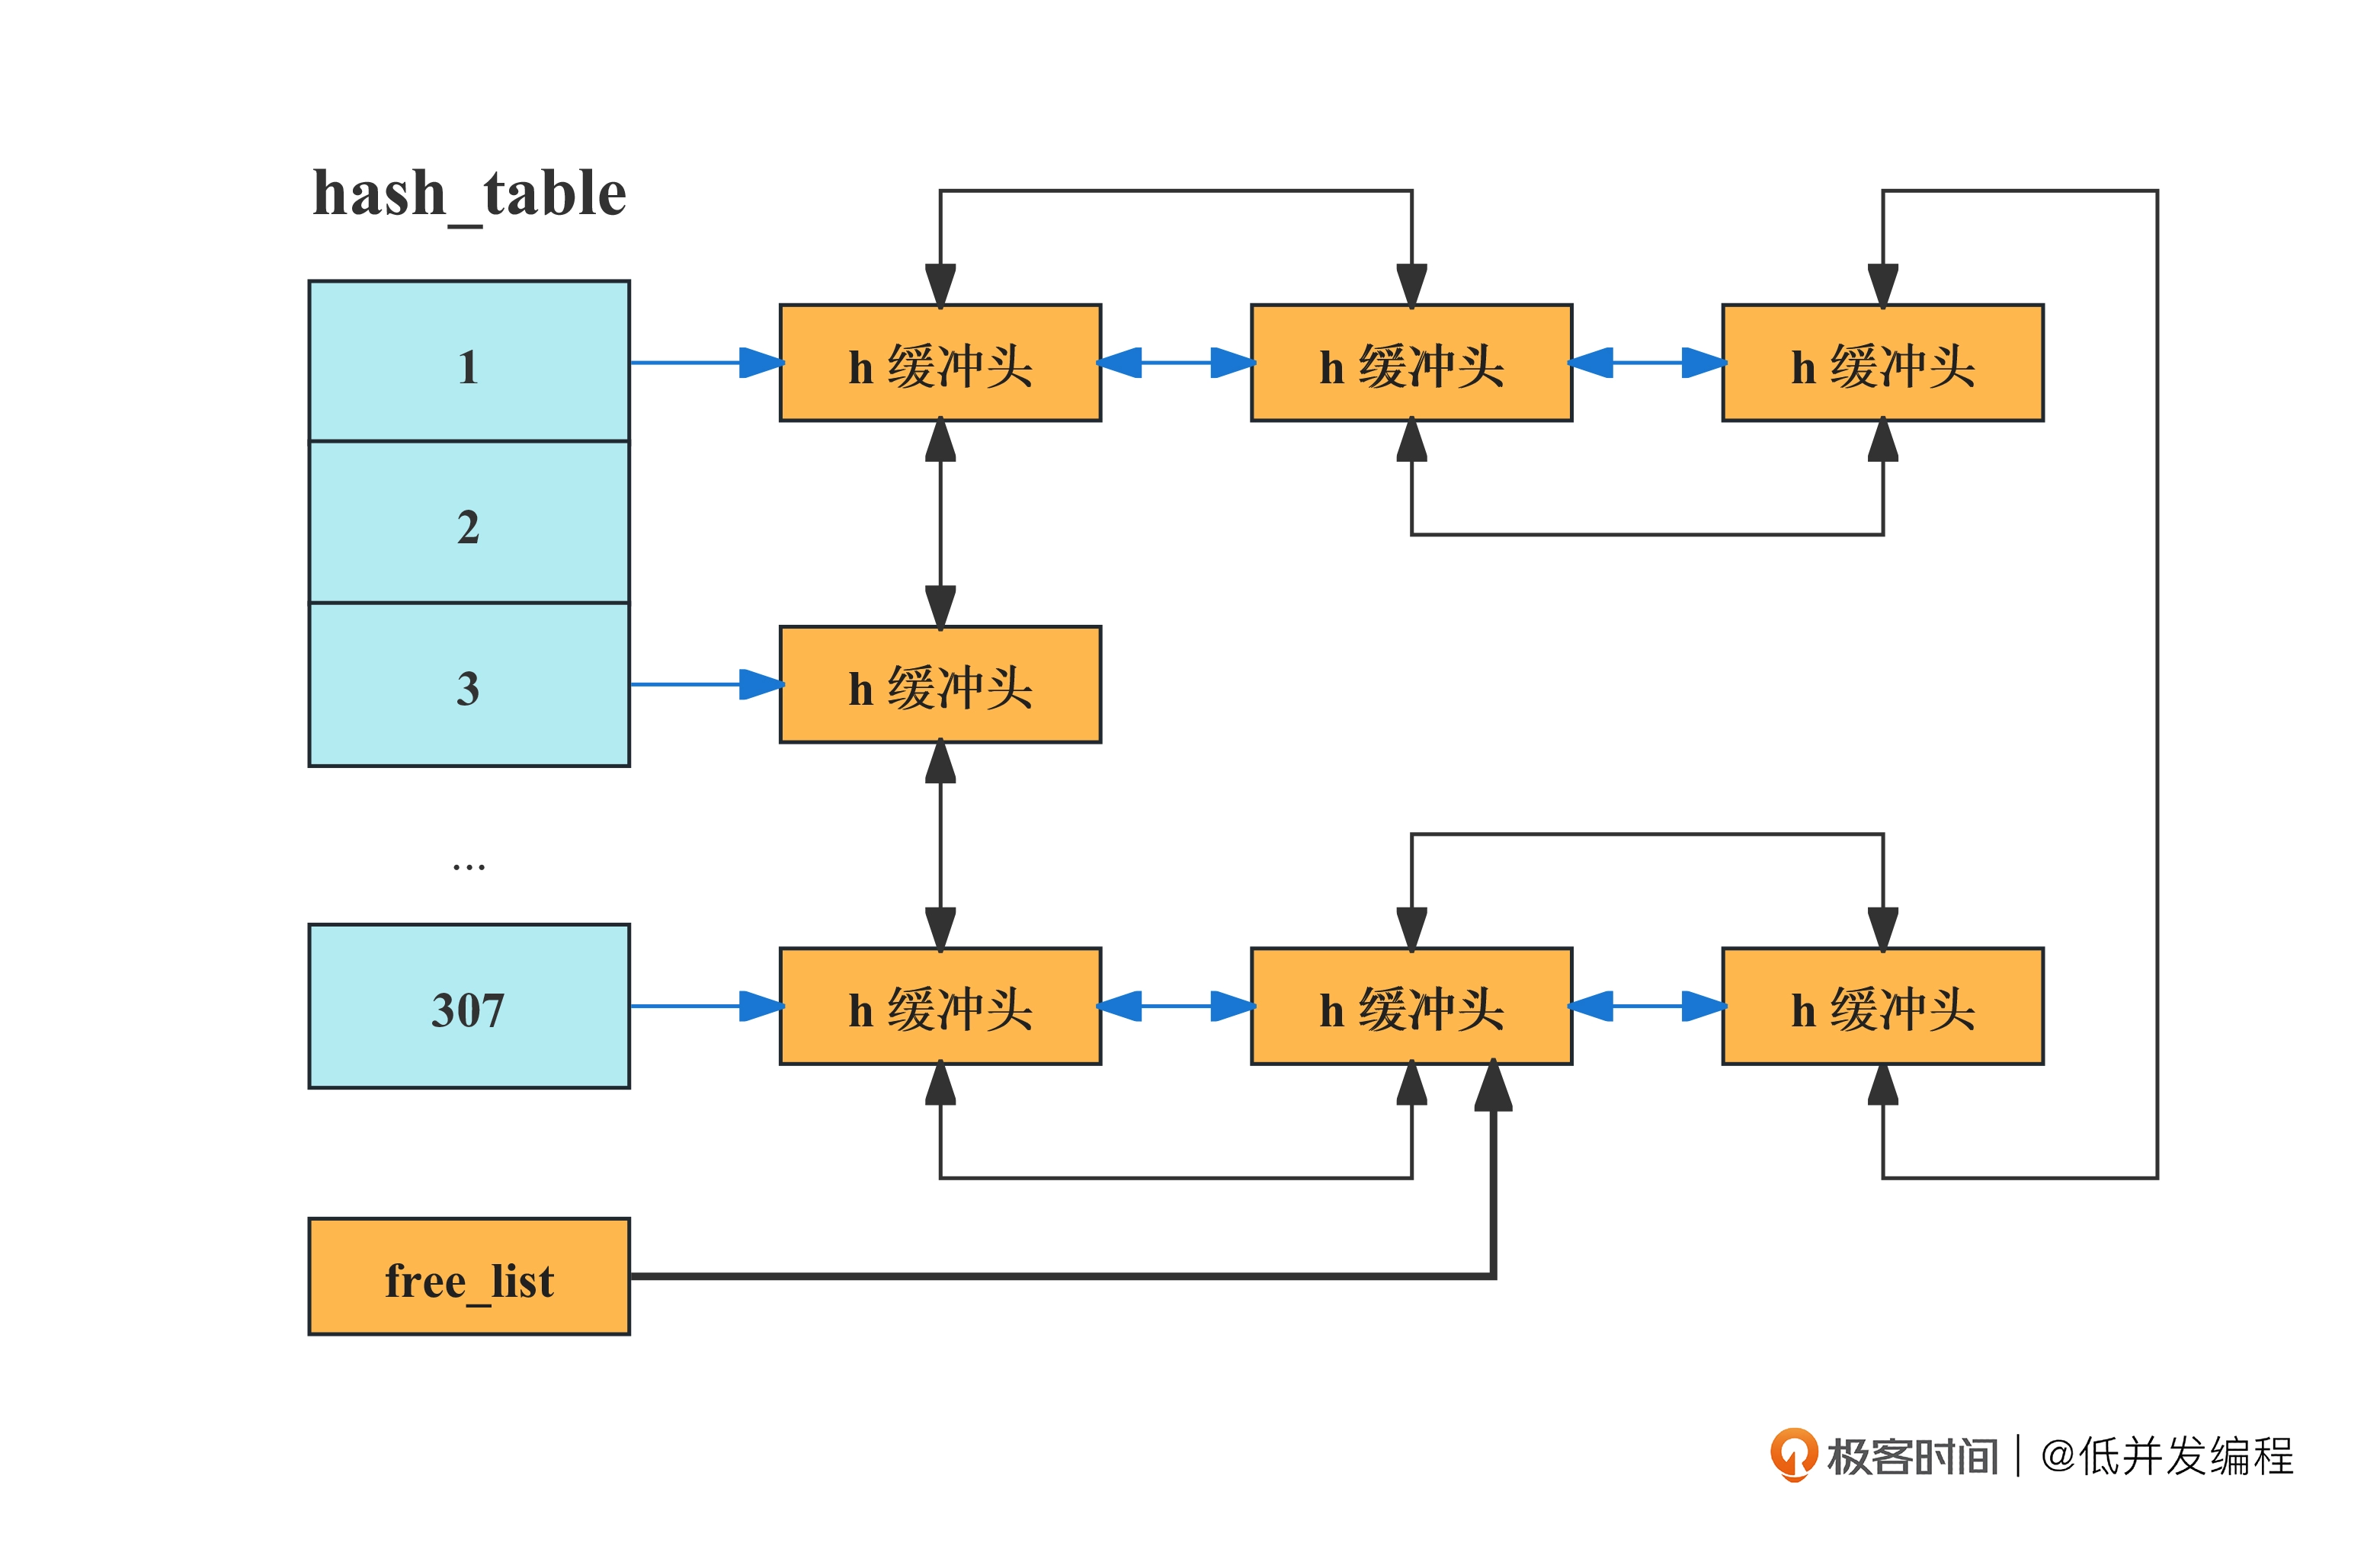 hash_table
1
h 缓冲头
h 缓冲头
h 缓冲头
2
3
h 缓冲头
...
307
h 缓冲头
h 缓冲头
h 缓冲头
free_list
极客时间 | @低并发编程